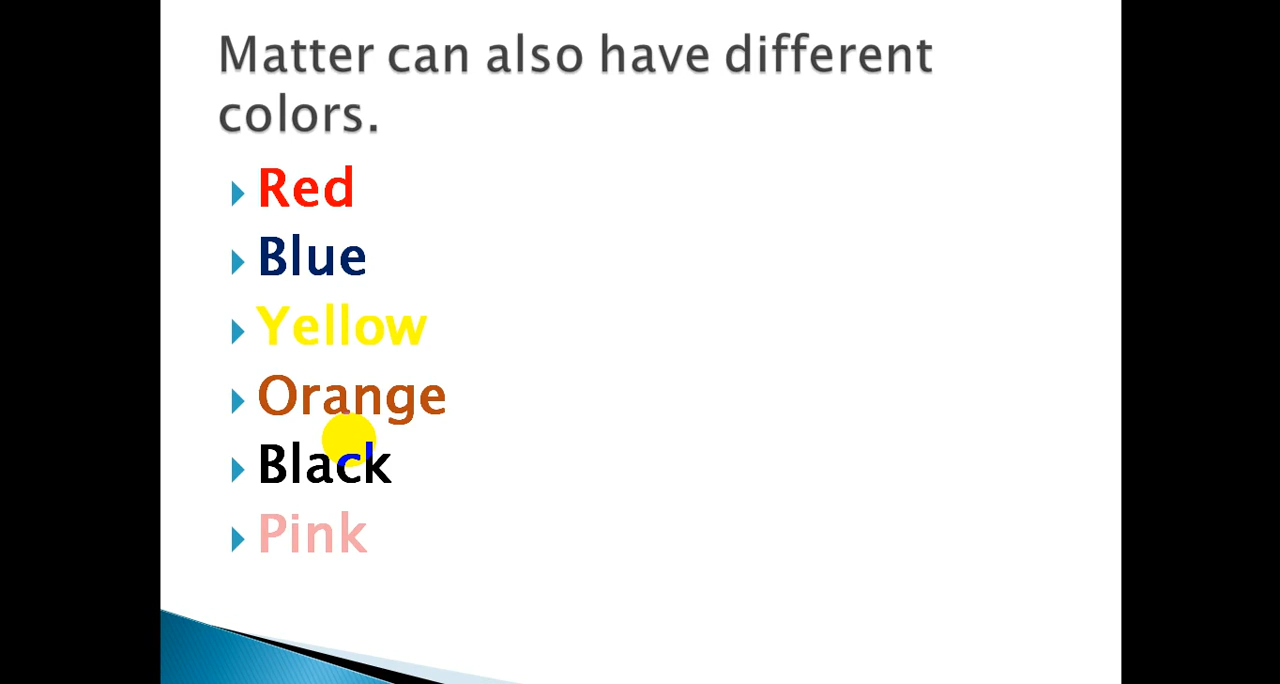 Matter can also have different
colors.
Red
Blue
Yellow
Orange
Black
Pink